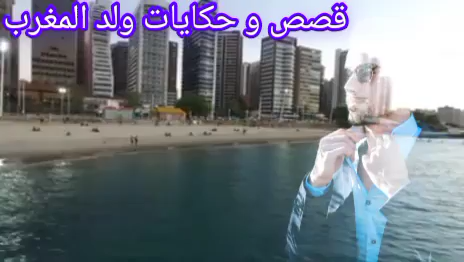 قصص و حكايات ولد المغرب